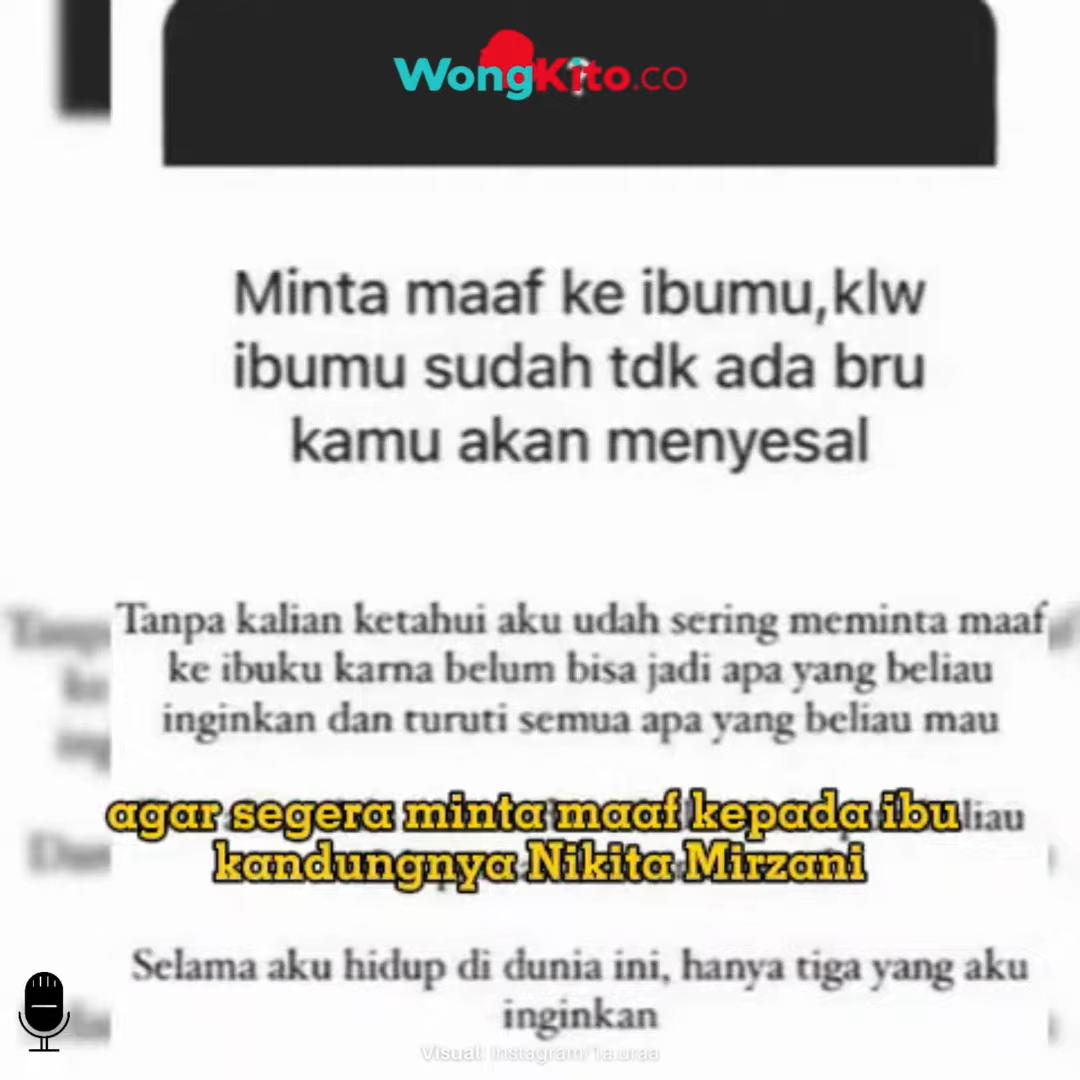 WongKito.co
Minta maaf ke ibumu,klw
ibumu sudah tdk ada bru
kamu akan menyesal
Tanpa kalian ketahui aku udah sering meminta maaf
ke ibuku karna belum bisa jadi apa yang beliau
inginkan dan turuti semua apa yang beliau mau
agar segera minta maaf kepada ibu
kandungnya Nikita Mirzani
Selama aku hidup di dunia ini, hanya tiga yang aku
inginkan
Visual: Instagram/1a.uraa